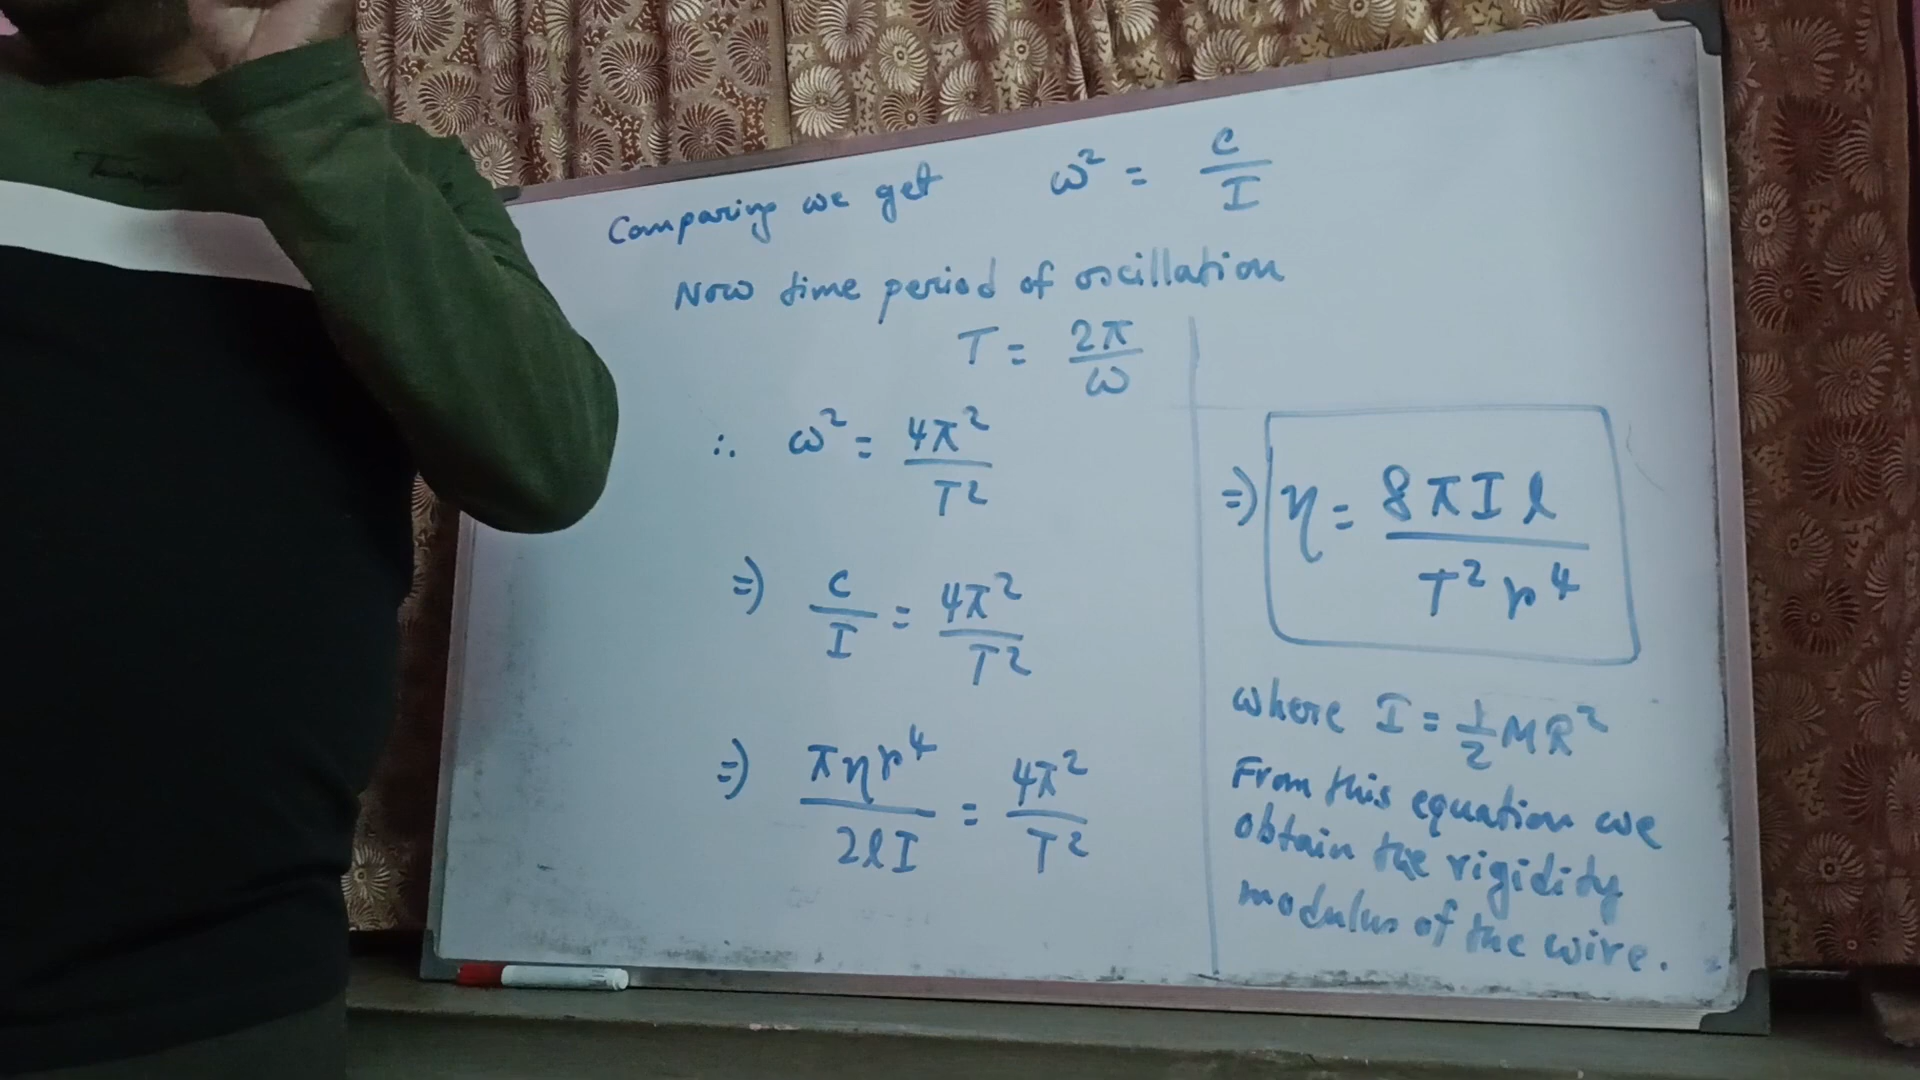 Comparing we get ω² = C/I
Now time period of oscillation
T = 2π/ω
∴ ω² = 4π²/T²
⇒ C/I = 4π²/T²
⇒ πηr⁴/2lI = 4π²/T²
⇒ η = 8πIl/T²r⁴
where I = ½MR²
From this equation we
obtain the rigidity
modulus of the wire.